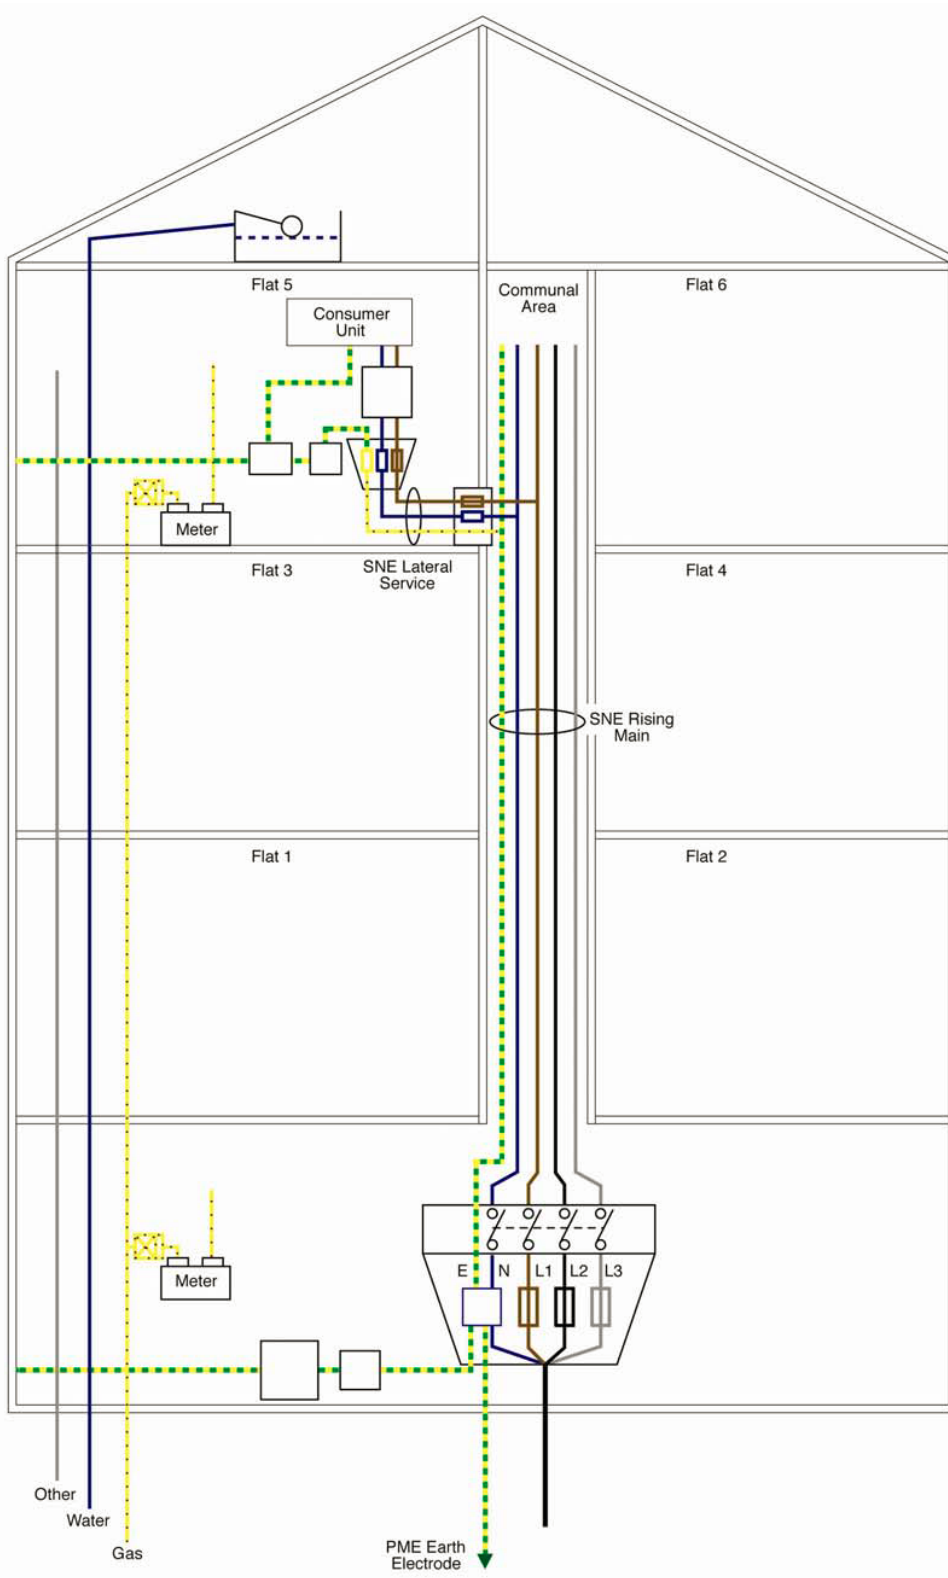 Flat 5
Communal
Area
Flat 6
Consumer
Unit
Meter
Flat 3
SNE Lateral
Service
Flat 4
SNE Rising
Main
Flat 1
Flat 2
E N L1 L2 L3
Meter
Other
Water
Gas
PME Earth
Electrode